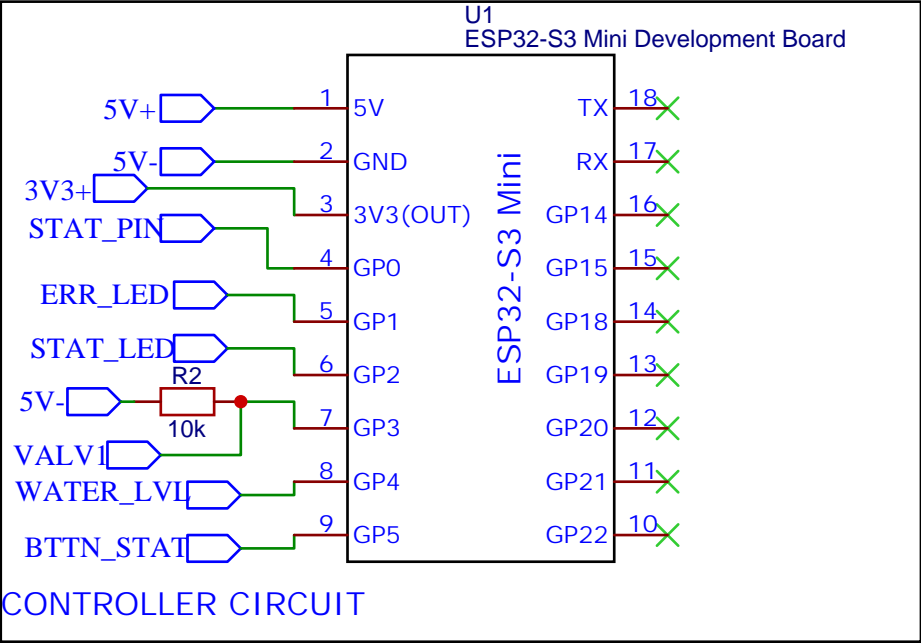 U1
ESP32-S3 Mini Development Board
5V+
1
5V
TX
18
5V-
2
GND
RX
17
3V3+
3
3V3(OUT)
GP14
16
STAT_PIN
4
GP0
GP15
15
ERR_LED
5
GP1
GP18
14
STAT_LED
6
GP2
GP19
13
R2
5V-
10k
7
GP3
GP20
12
VALV1
8
GP4
GP21
11
WATER_LVL
9
GP5
GP22
10
BTTN_STAT
ESP32-S3 Mini
CONTROLLER CIRCUIT